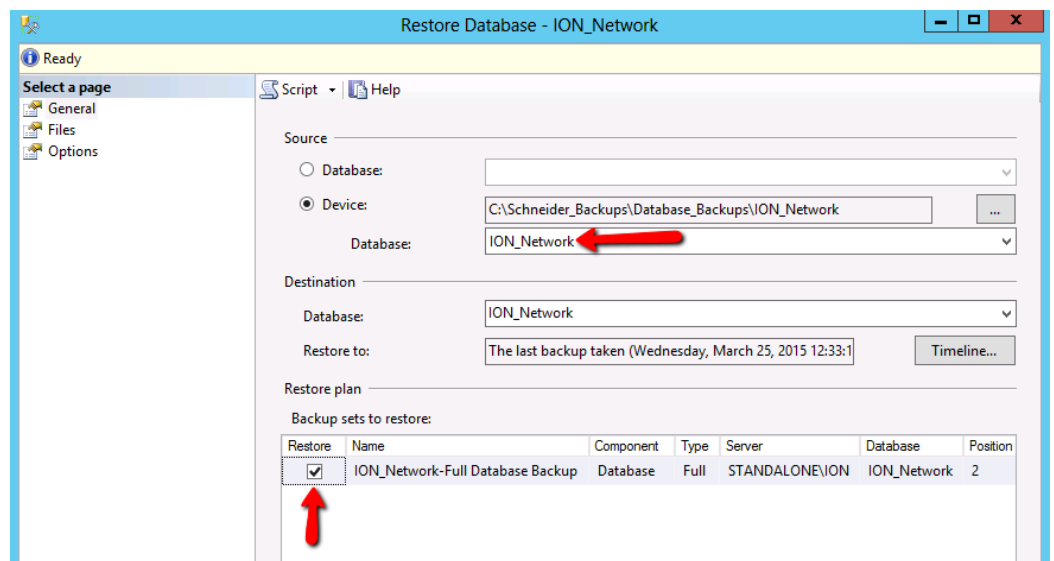 Restore Database - ION_Network
Ready
Select a page
General
Files
Options
Script
Help
Source
Database:
Device:
C:\Schneider_Backups\Database_Backups\ION_Network
...
Database:
ION_Network
Destination
Database:
ION_Network
Restore to:
The last backup taken (Wednesday, March 25, 2015 12:33:1
Timeline...
Restore plan
Backup sets to restore:
Restore Name Component Type Server Database Position
ION_Network-Full Database Backup Database Full STANDALONE\ION ION_Network 2